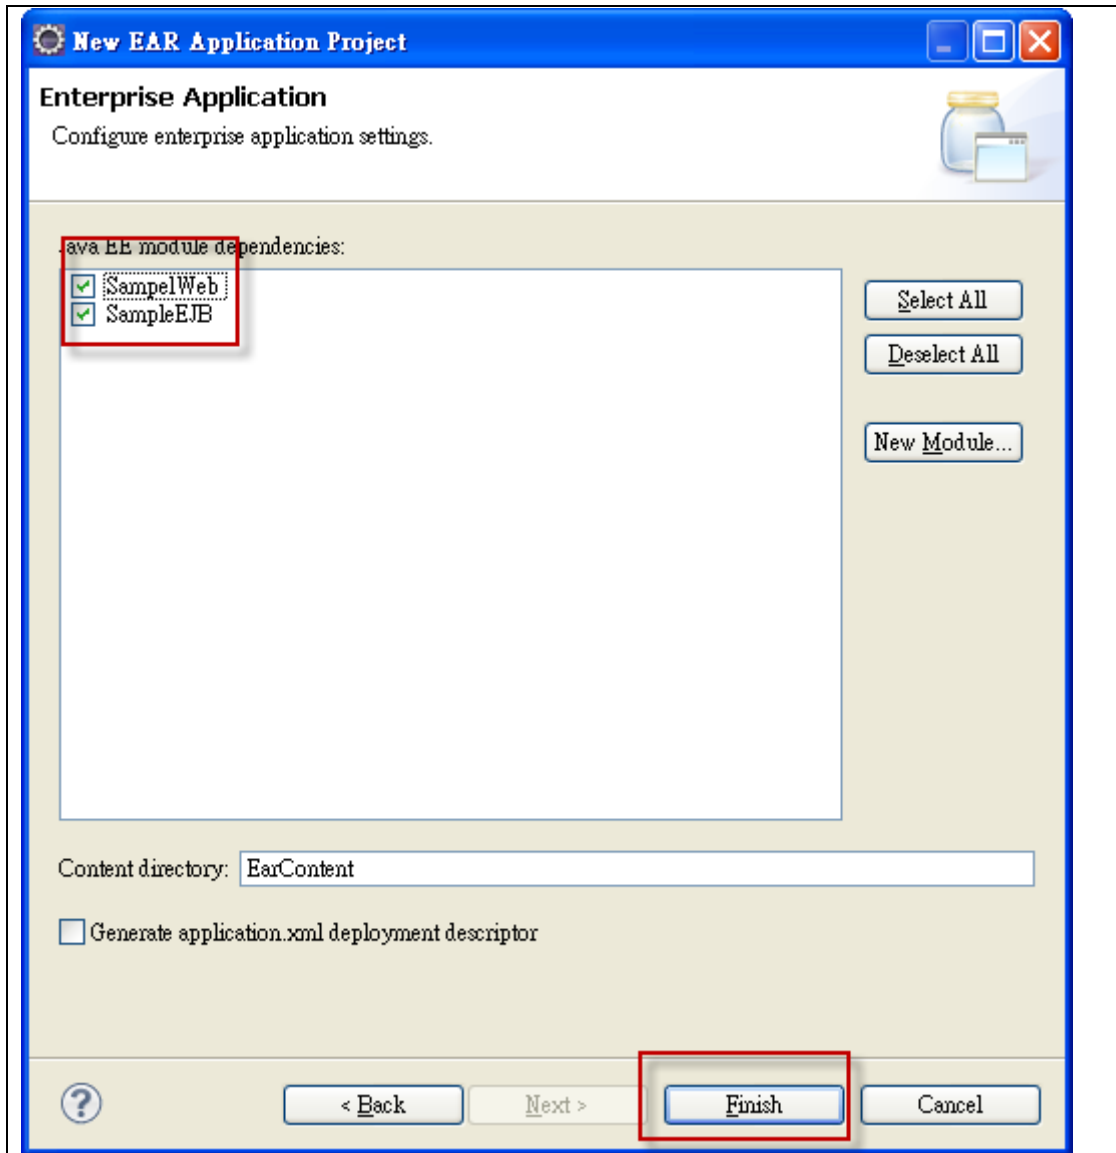 New EAR Application Project
Enterprise Application
Configure enterprise application settings.
Java EE module dependencies:
SampelWeb
SampleEJB
Select All
Deselect All
New Module...
Content directory: EarContent
Generate application.xml deployment descriptor
? < Back Next > Finish Cancel